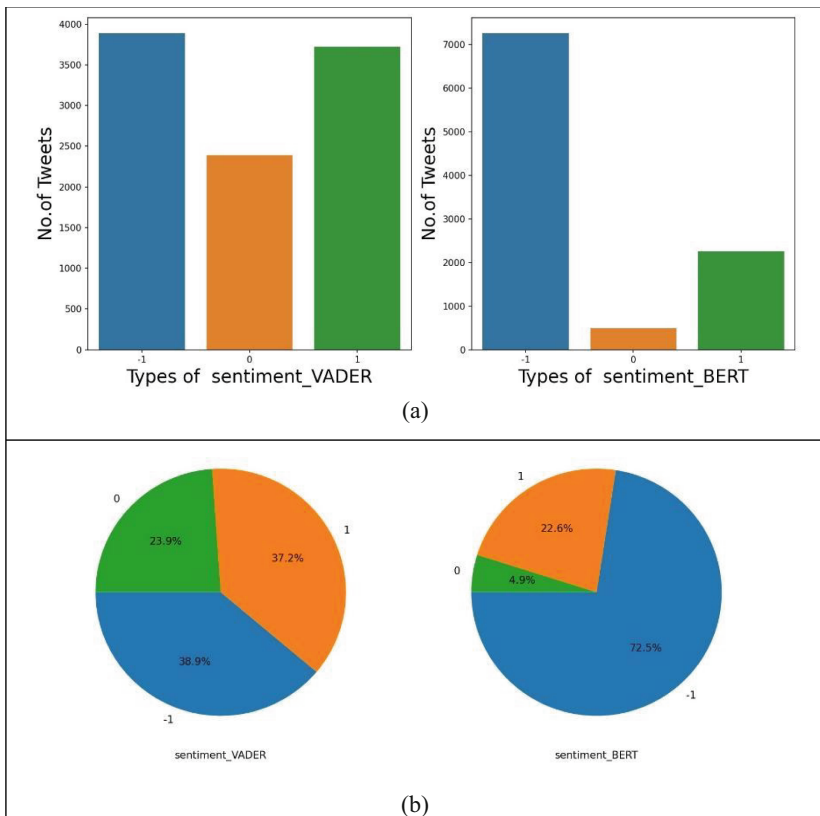 4000
3500
3000
2500
2000
1500
1000
500
0
No.of Tweets
-1 0 1
Types of sentiment_VADER
7000
6000
5000
4000
3000
2000
1000
0
No.of Tweets
-1 0 1
Types of sentiment_BERT
(a)
0
1
23.9%
37.2%
38.9%
-1
sentiment_VADER
1
22.6%
0
4.9%
72.5%
-1
sentiment_BERT
(b)